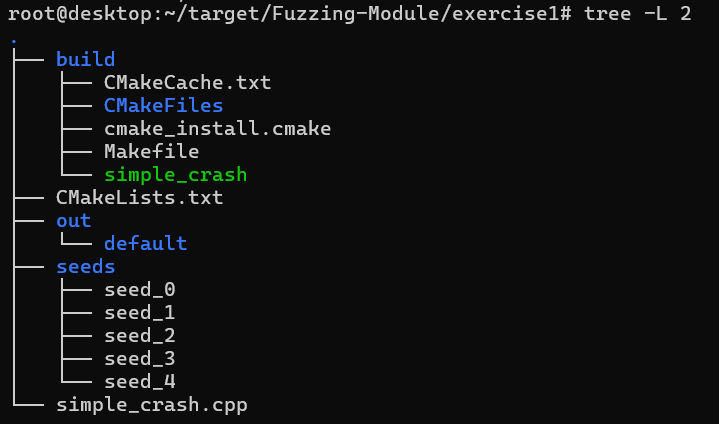 root@desktop:~/target/Fuzzing-Module/exercise1# tree -L 2
.
├── build
│   ├── CMakeCache.txt
│   ├── CMakeFiles
│   ├── cmake_install.cmake
│   ├── Makefile
│   └── simple_crash
├── CMakeLists.txt
├── out
│   └── default
├── seeds
│   ├── seed_0
│   ├── seed_1
│   ├── seed_2
│   ├── seed_3
│   └── seed_4
└── simple_crash.cpp